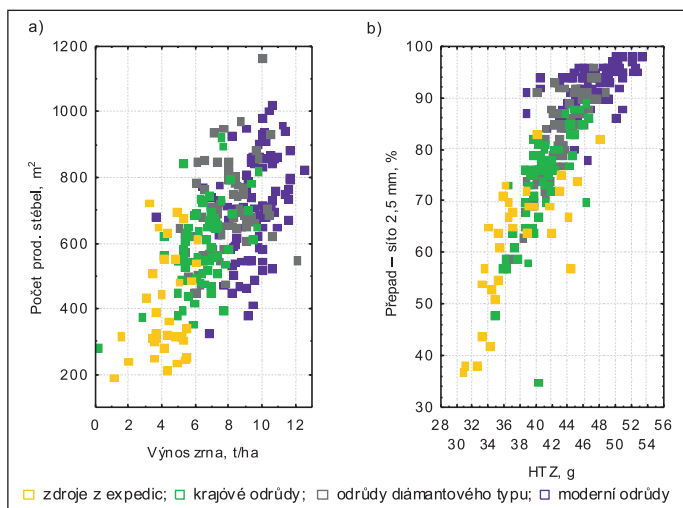 a)
b)
1200
1000
800
600
400
200
Počet prod. stébel, m²
0 2 4 6 8 10 12
Výnos zrna, t/ha
100
90
80
70
60
50
40
30
Přepad – síto 2,5 mm, %
28 32 36 40 44 48 52 56
30 34 38 42 46 50 54
HTZ, g
zdroje z expedic; krajové odrůdy; odrůdy diamantového typu; moderní odrůdy